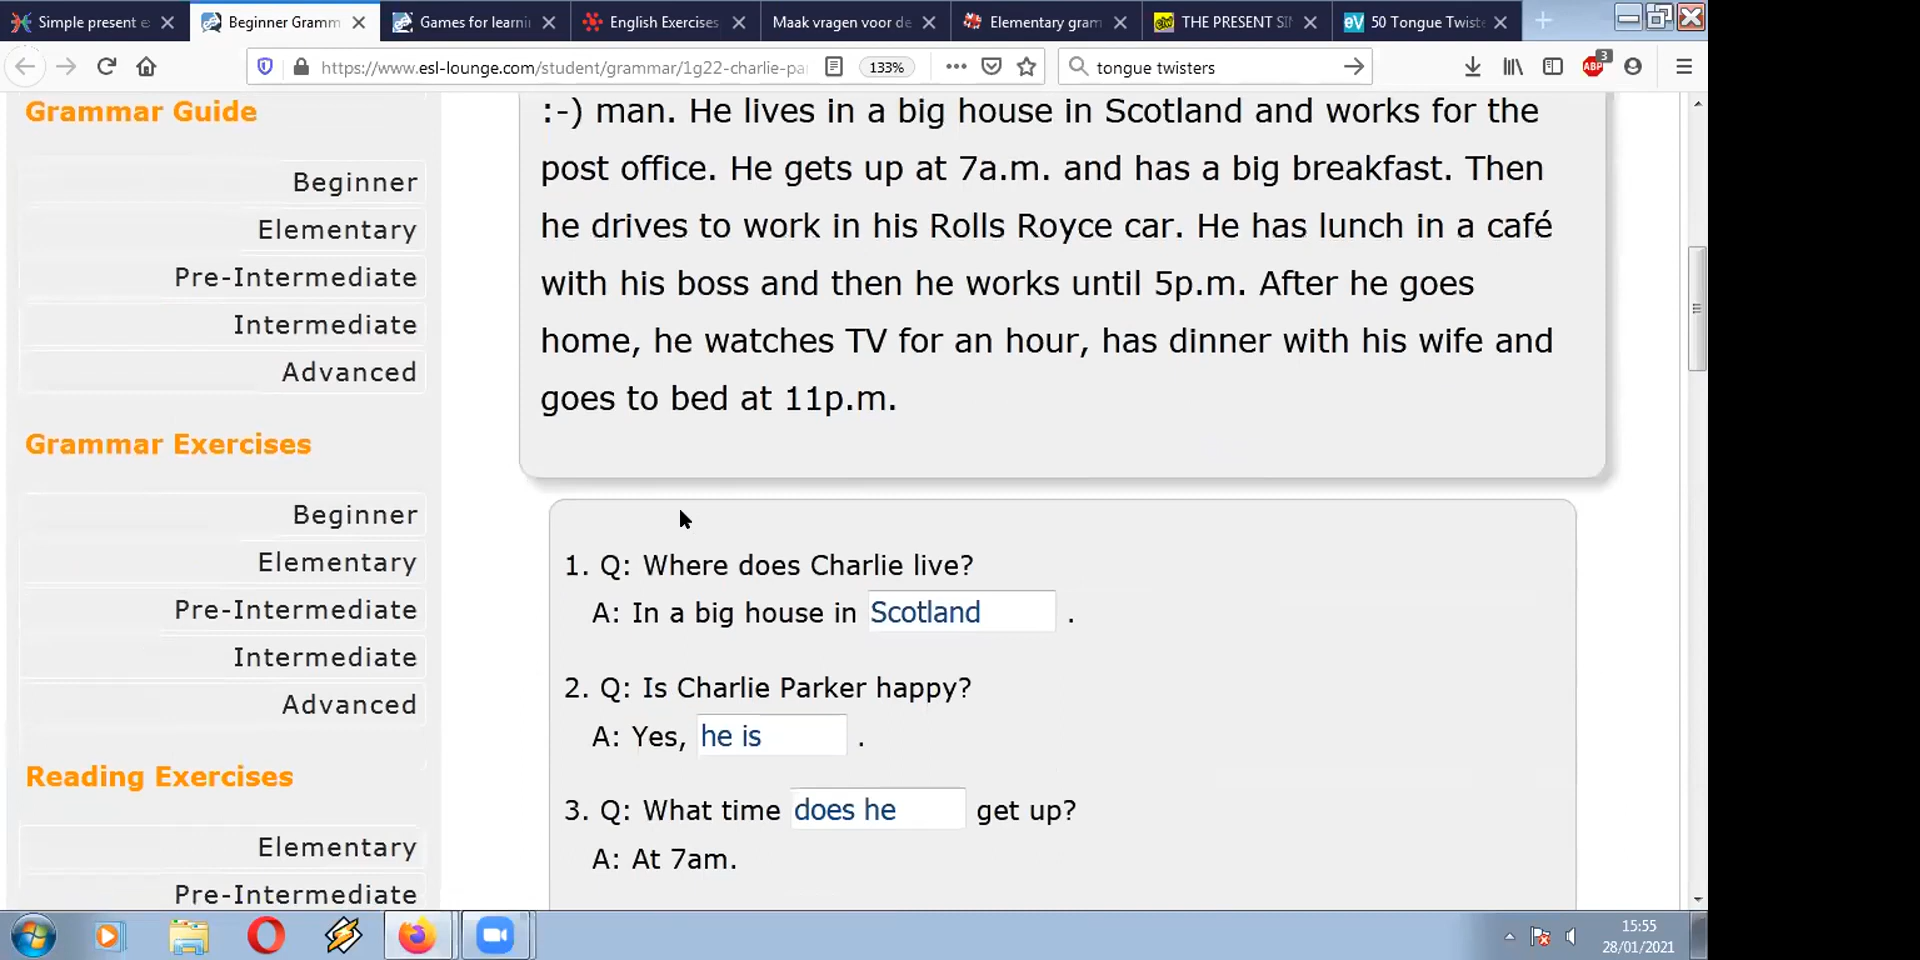 Simple present e
Beginner Gramm
Games for learni
English Exercises
Maak vragen voor de
Elementary gram
THE PRESENT SIM
50 Tongue Twiste
https://www.esl-lounge.com/student/grammar/1g22-charlie-par
133%
tongue twisters
ABP
3
Grammar Guide
Beginner
Elementary
Pre-Intermediate
Intermediate
Advanced
Grammar Exercises
Beginner
Elementary
Pre-Intermediate
Intermediate
Advanced
Reading Exercises
Elementary
Pre-Intermediate
:-) man. He lives in a big house in Scotland and works for the
post office. He gets up at 7a.m. and has a big breakfast. Then
he drives to work in his Rolls Royce car. He has lunch in a café
with his boss and then he works until 5p.m. After he goes
home, he watches TV for an hour, has dinner with his wife and
goes to bed at 11p.m.
1. Q: Where does Charlie live?
A: In a big house in Scotland .
2. Q: Is Charlie Parker happy?
A: Yes, he is .
3. Q: What time does he get up?
A: At 7am.
15:55
28/01/2021